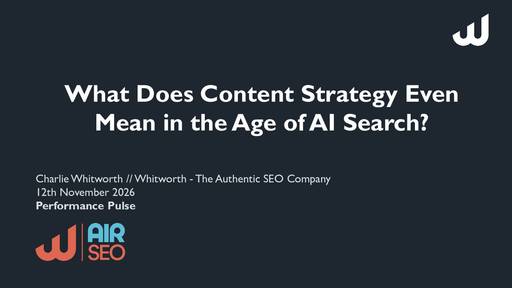 What Does Content Strategy Even
Mean in the Age of AI Search?
Charlie Whitworth // Whitworth - The Authentic SEO Company
12th November 2026
Performance Pulse
AIR
SEO